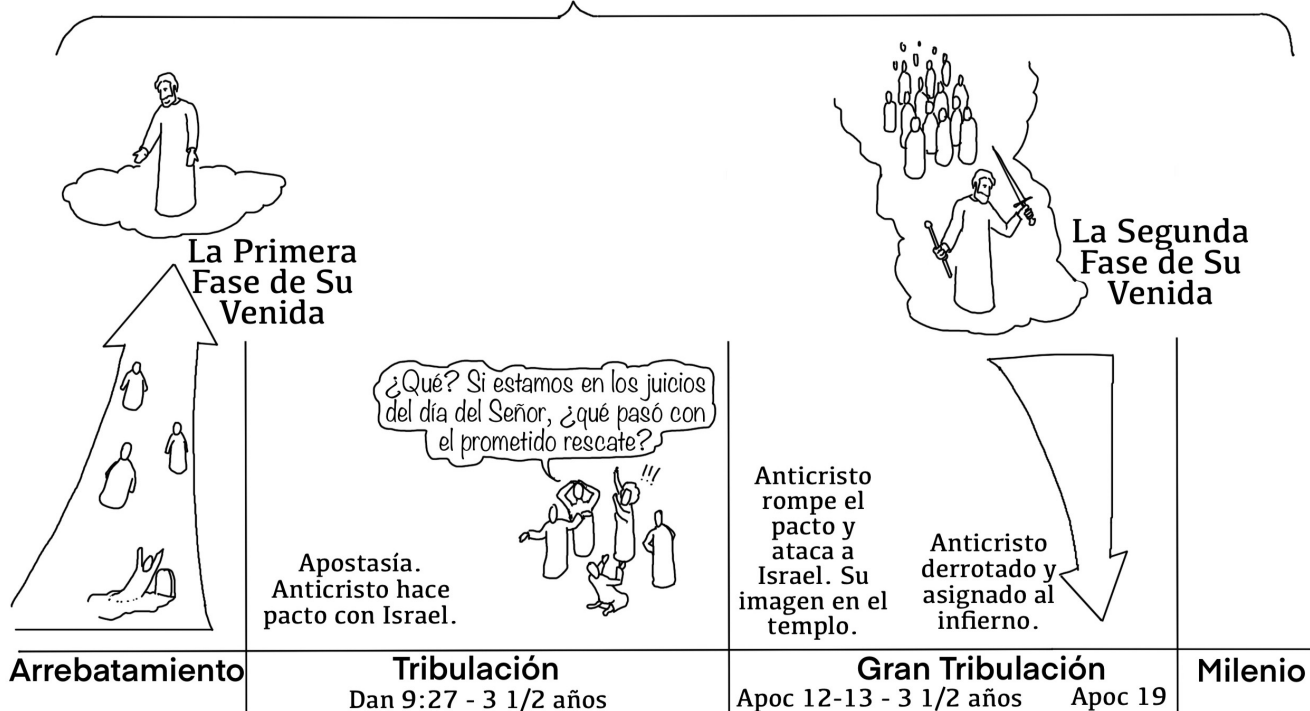 La Primera
Fase de Su
Venida
La Segunda
Fase de Su
Venida
¿Qué? Si estamos en los juicios
del día del Señor, ¿qué pasó con
el prometido rescate?
!!!
Apostasía.
Anticristo hace
pacto con Israel.
Anticristo
rompe el
pacto y
ataca a
Israel. Su
imagen en el
templo.
Anticristo
derrotado y
asignado al
infierno.
Arrebatamiento
Tribulación
Dan 9:27 - 3 1/2 años
Gran Tribulación
Apoc 12-13 - 3 1/2 años
Apoc 19
Milenio